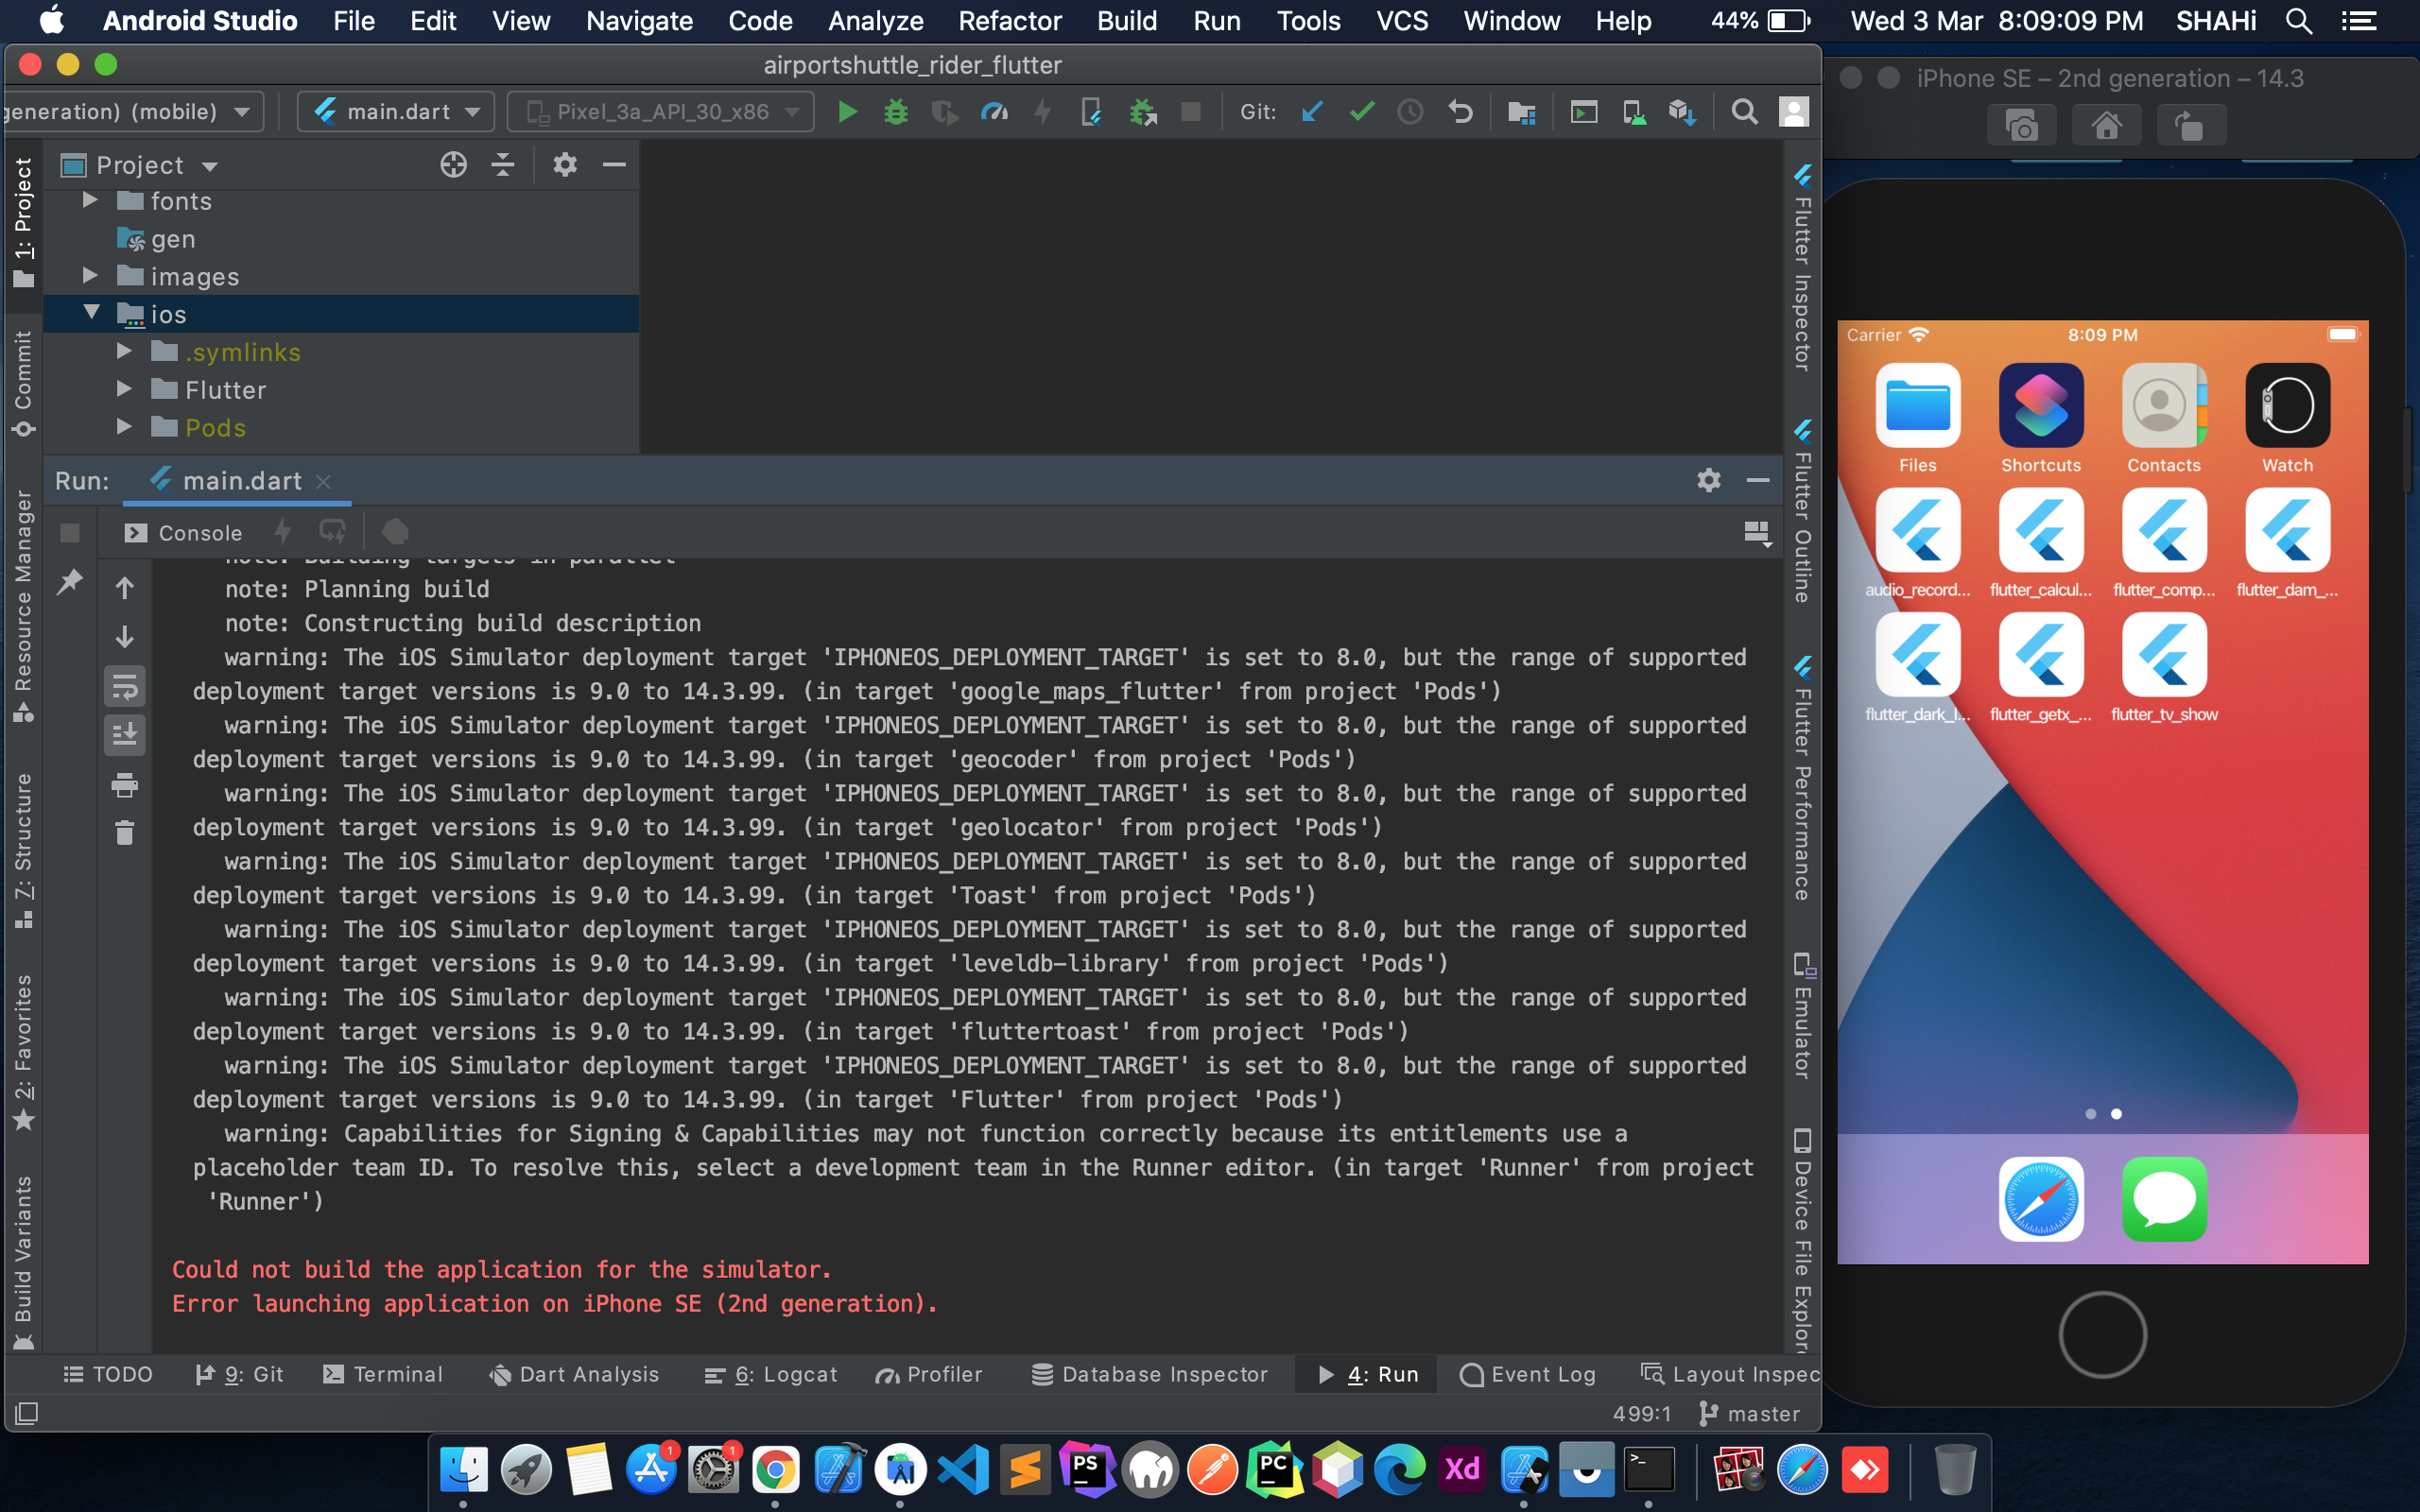 Android Studio File Edit View Navigate Code Analyze Refactor Build Run Tools VCS Window Help 44% Wed 3 Mar 8:09:09 PM SHAHi
airportshuttle_rider_flutter
iPhone SE – 2nd generation – 14.3
generation) (mobile) main.dart Pixel_3a_API_30_x86 Git:
Project
fonts
gen
images
ios
.symlinks
Flutter
Pods
1: Project
Commit
Resource Manager
Z: Structure
2: Favorites
Build Variants
Run: main.dart
Console
note: Building targets in parallel
note: Planning build
note: Constructing build description
warning: The iOS Simulator deployment target 'IPHONEOS_DEPLOYMENT_TARGET' is set to 8.0, but the range of supported
deployment target versions is 9.0 to 14.3.99. (in target 'google_maps_flutter' from project 'Pods')
warning: The iOS Simulator deployment target 'IPHONEOS_DEPLOYMENT_TARGET' is set to 8.0, but the range of supported
deployment target versions is 9.0 to 14.3.99. (in target 'geocoder' from project 'Pods')
warning: The iOS Simulator deployment target 'IPHONEOS_DEPLOYMENT_TARGET' is set to 8.0, but the range of supported
deployment target versions is 9.0 to 14.3.99. (in target 'geolocator' from project 'Pods')
warning: The iOS Simulator deployment target 'IPHONEOS_DEPLOYMENT_TARGET' is set to 8.0, but the range of supported
deployment target versions is 9.0 to 14.3.99. (in target 'Toast' from project 'Pods')
warning: The iOS Simulator deployment target 'IPHONEOS_DEPLOYMENT_TARGET' is set to 8.0, but the range of supported
deployment target versions is 9.0 to 14.3.99. (in target 'leveldb-library' from project 'Pods')
warning: The iOS Simulator deployment target 'IPHONEOS_DEPLOYMENT_TARGET' is set to 8.0, but the range of supported
deployment target versions is 9.0 to 14.3.99. (in target 'fluttertoast' from project 'Pods')
warning: The iOS Simulator deployment target 'IPHONEOS_DEPLOYMENT_TARGET' is set to 8.0, but the range of supported
deployment target versions is 9.0 to 14.3.99. (in target 'Flutter' from project 'Pods')
warning: Capabilities for Signing & Capabilities may not function correctly because its entitlements use a
placeholder team ID. To resolve this, select a development team in the Runner editor. (in target 'Runner' from project
'Runner')
Could not build the application for the simulator.
Error launching application on iPhone SE (2nd generation).
Flutter Inspector
Flutter Outline
Flutter Performance
Emulator
Device File Explor
TODO 9: Git Terminal Dart Analysis 6: Logcat Profiler Database Inspector 4: Run Event Log Layout Inspec
499:1 master
Carrier 8:09 PM
Files Shortcuts Contacts Watch
audio_record... flutter_calcul... flutter_comp... flutter_dam_...
flutter_dark_l... flutter_getx_... flutter_tv_show
1 1 PS PC Xd >_